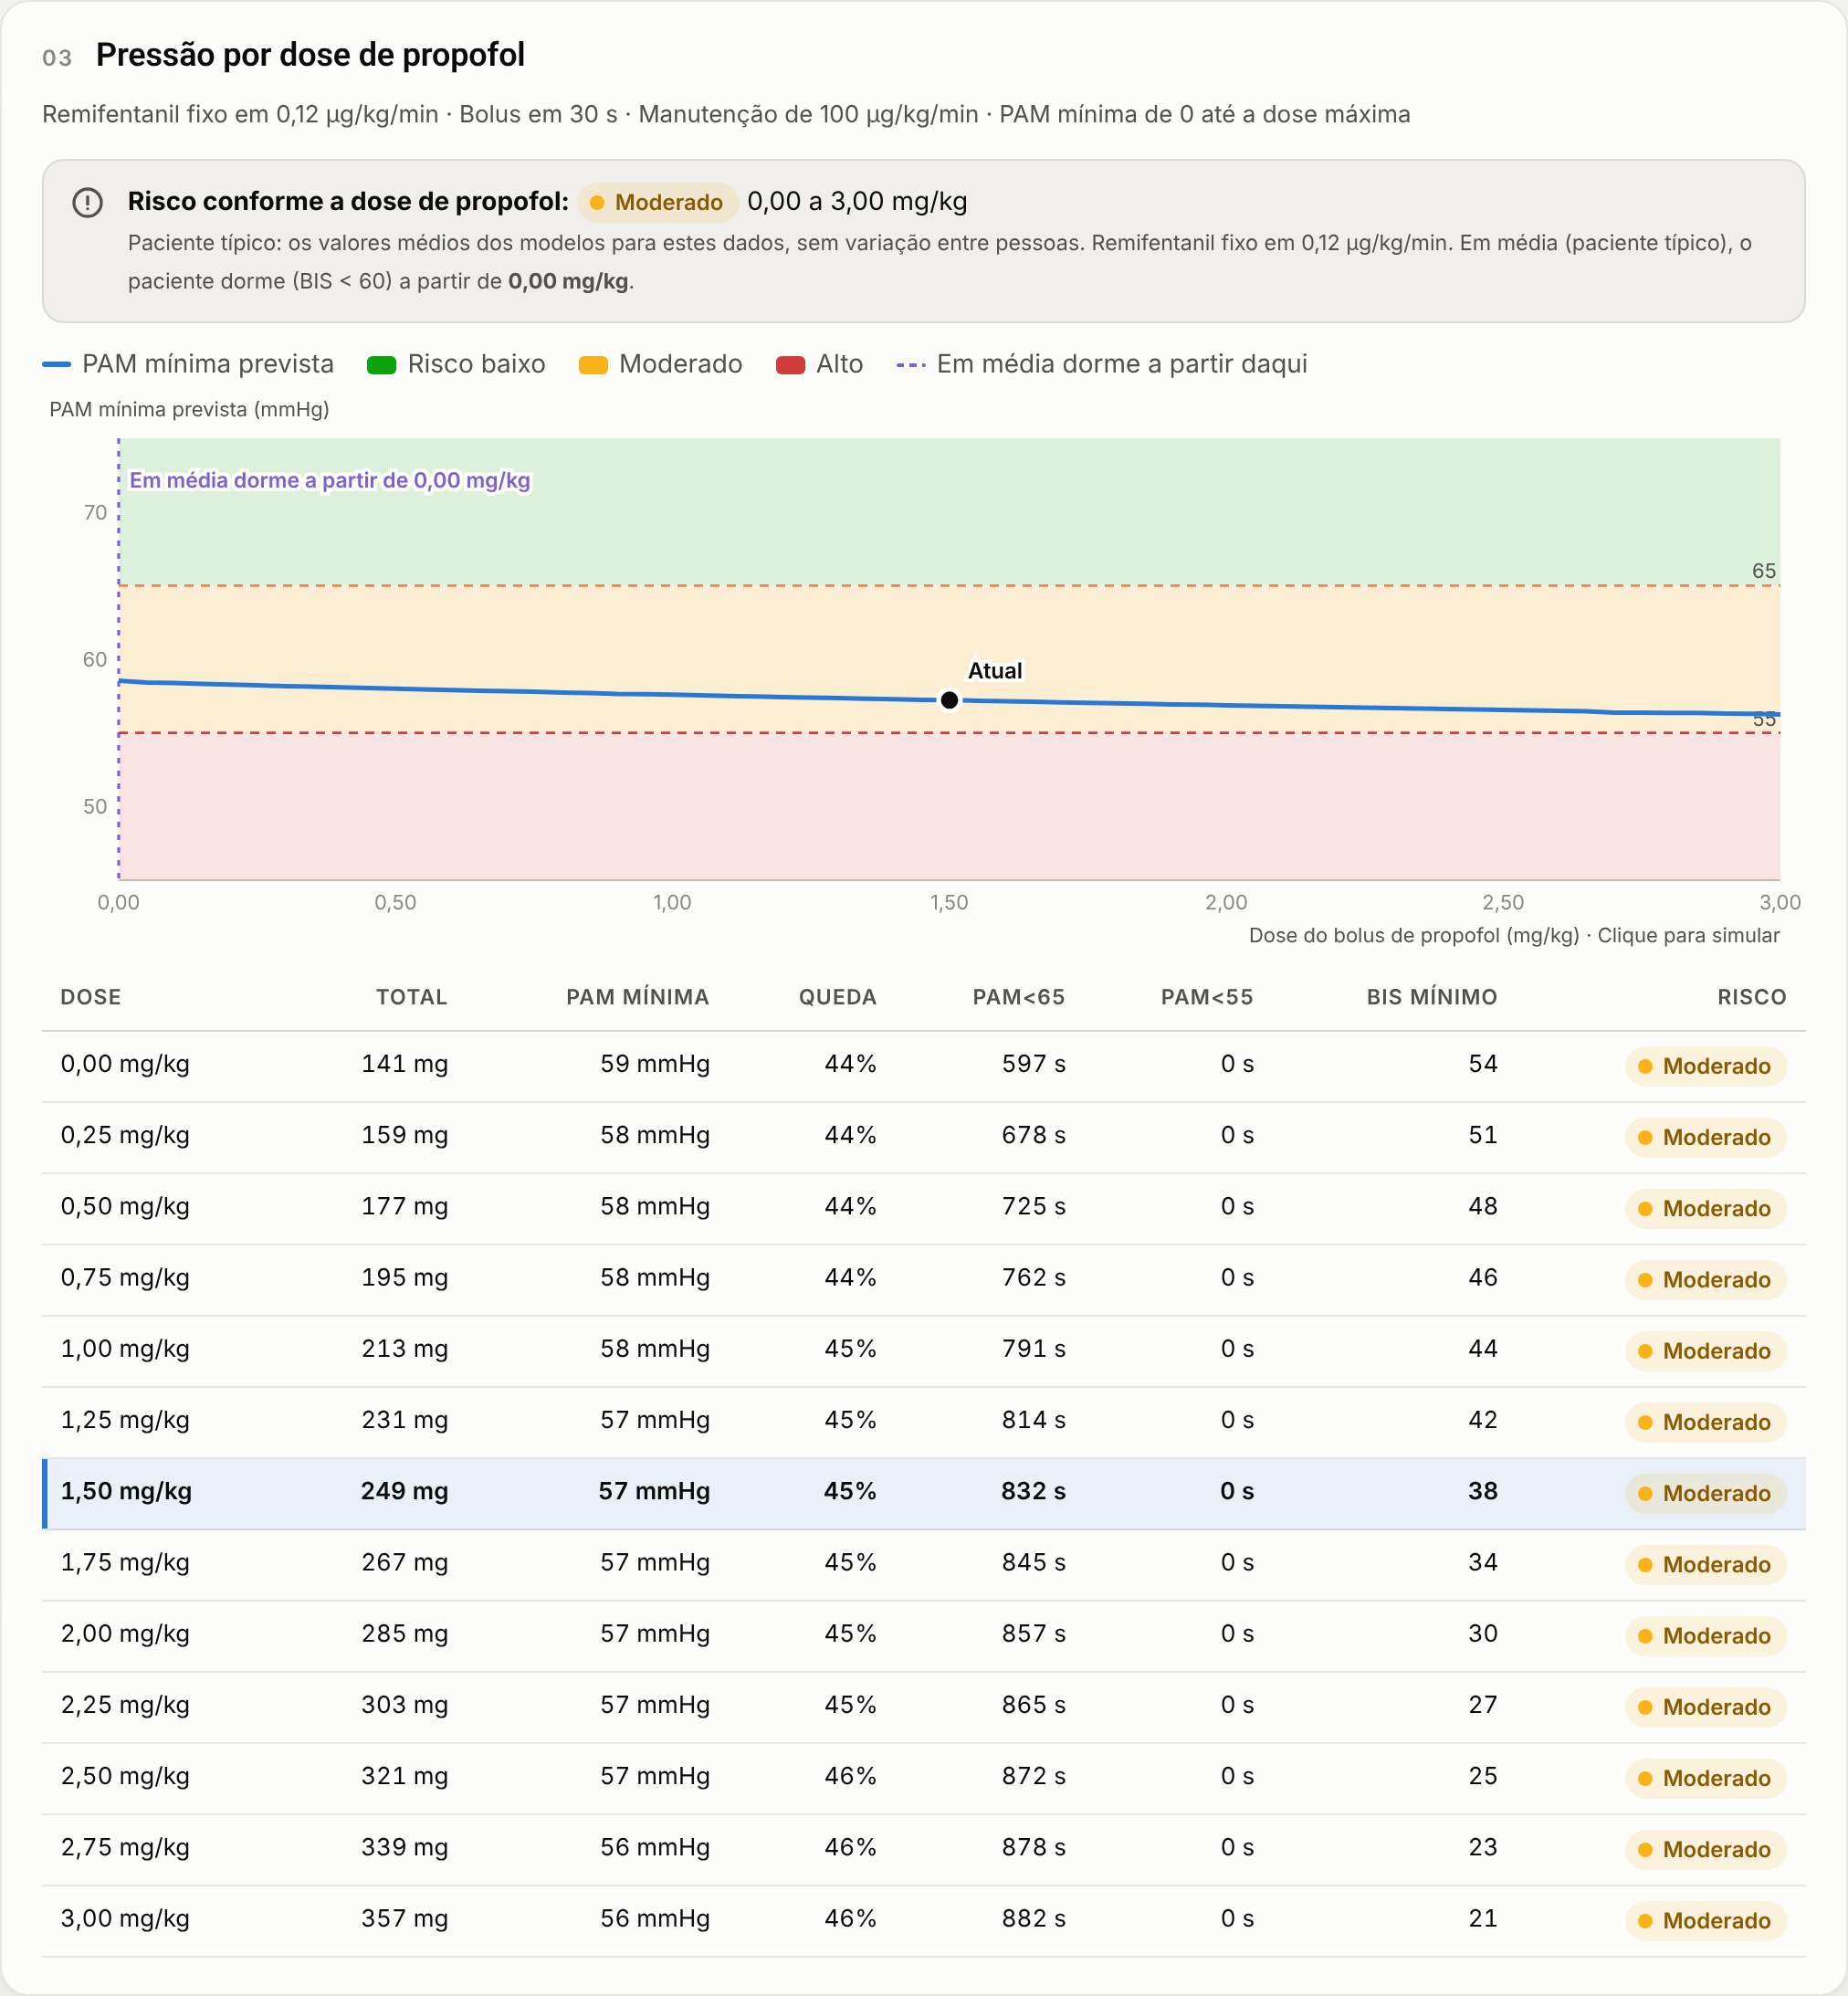 03 Pressão por dose de propofol
Remifentanil fixo em 0,12 µg/kg/min · Bolus em 30 s · Manutenção de 100 µg/kg/min · PAM mínima de 0 até a dose máxima
Risco conforme a dose de propofol: Moderado 0,00 a 3,00 mg/kg
Paciente típico: os valores médios dos modelos para estes dados, sem variação entre pessoas. Remifentanil fixo em 0,12 µg/kg/min. Em média (paciente típico), o
paciente dorme (BIS < 60) a partir de 0,00 mg/kg.
PAM mínima prevista Risco baixo Moderado Alto Em média dorme a partir daqui
PAM mínima prevista (mmHg)
Em média dorme a partir de 0,00 mg/kg
70
65
60
Atual
55
50
0,00 0,50 1,00 1,50 2,00 2,50 3,00
Dose do bolus de propofol (mg/kg) · Clique para simular
DOSE TOTAL PAM MÍNIMA QUEDA PAM<65 PAM<55 BIS MÍNIMO RISCO
0,00 mg/kg 141 mg 59 mmHg 44% 597 s 0 s 54 Moderado
0,25 mg/kg 159 mg 58 mmHg 44% 678 s 0 s 51 Moderado
0,50 mg/kg 177 mg 58 mmHg 44% 725 s 0 s 48 Moderado
0,75 mg/kg 195 mg 58 mmHg 44% 762 s 0 s 46 Moderado
1,00 mg/kg 213 mg 58 mmHg 45% 791 s 0 s 44 Moderado
1,25 mg/kg 231 mg 57 mmHg 45% 814 s 0 s 42 Moderado
1,50 mg/kg 249 mg 57 mmHg 45% 832 s 0 s 38 Moderado
1,75 mg/kg 267 mg 57 mmHg 45% 845 s 0 s 34 Moderado
2,00 mg/kg 285 mg 57 mmHg 45% 857 s 0 s 30 Moderado
2,25 mg/kg 303 mg 57 mmHg 45% 865 s 0 s 27 Moderado
2,50 mg/kg 321 mg 57 mmHg 46% 872 s 0 s 25 Moderado
2,75 mg/kg 339 mg 56 mmHg 46% 878 s 0 s 23 Moderado
3,00 mg/kg 357 mg 56 mmHg 46% 882 s 0 s 21 Moderado